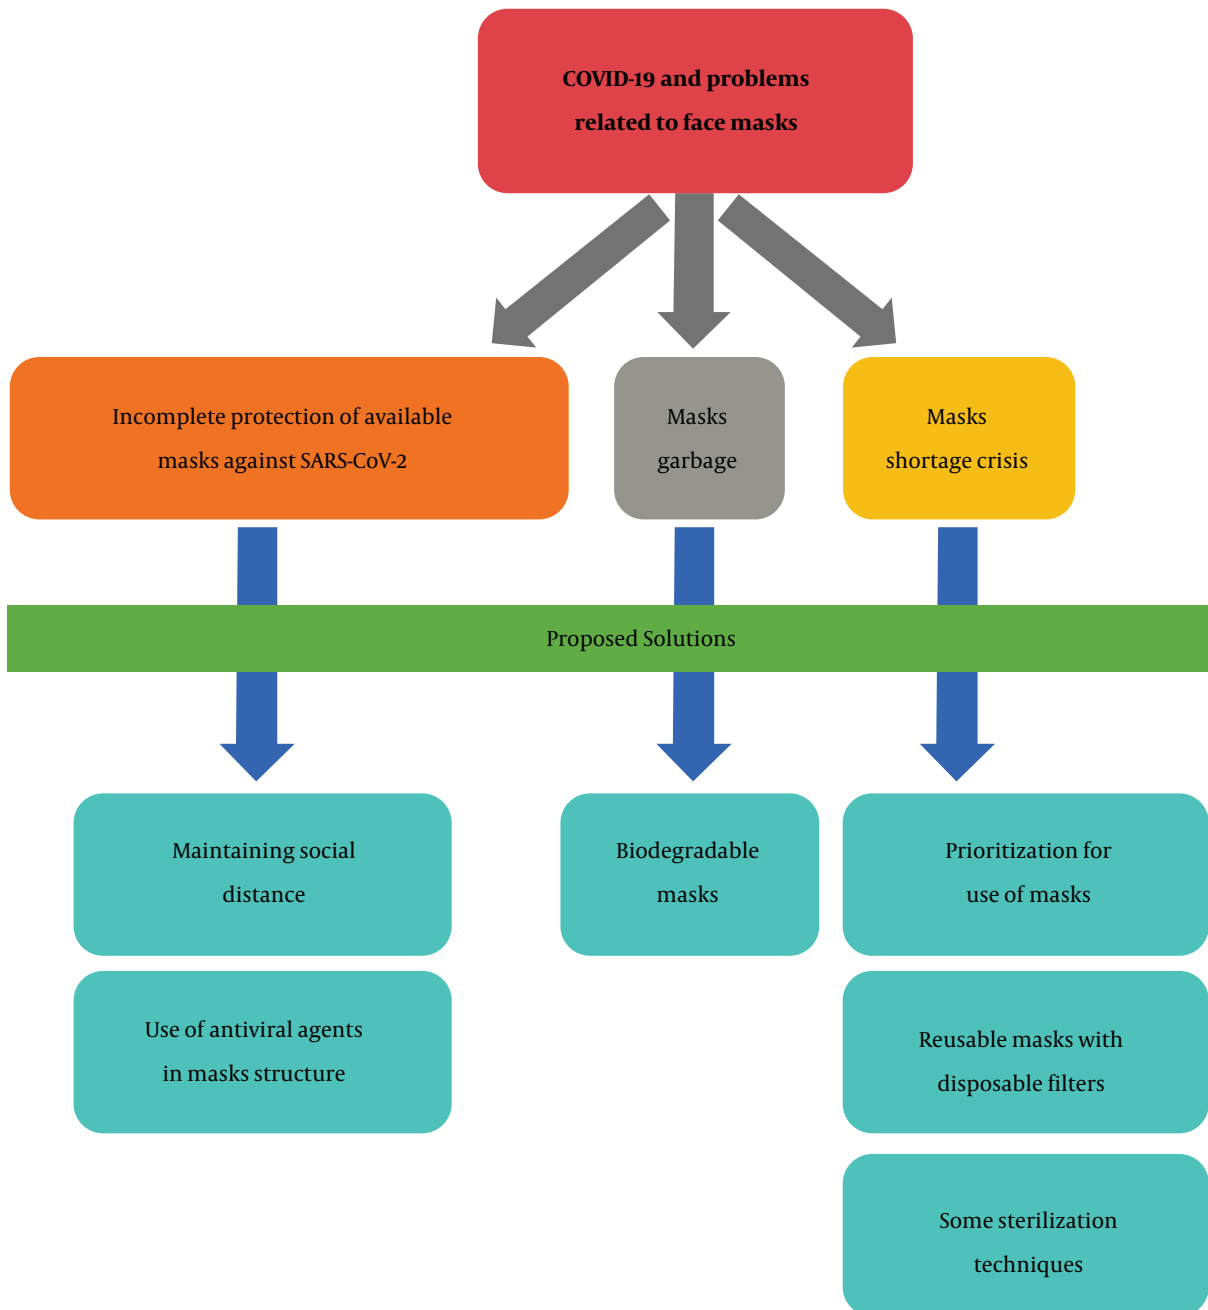 COVID-19 and problems
related to face masks
Incomplete protection of available
masks against SARS-CoV-2
Masks
garbage
Masks
shortage crisis
Proposed Solutions
Maintaining social
distance
Use of antiviral agents
in masks structure
Biodegradable
masks
Prioritization for
use of masks
Reusable masks with
disposable filters
Some sterilization
techniques